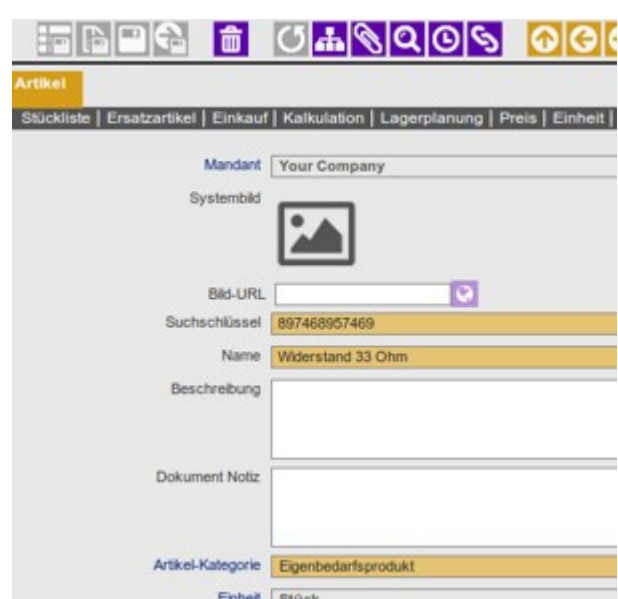 Artikel
Stückliste | Ersatzartikel | Einkauf | Kalkulation | Lagerplanung | Preis | Einheit |
Mandant Your Company
Systembild
Bild-URL
Suchschlüssel 897468957469
Name Widerstand 33 Ohm
Beschreibung
Dokument Notiz
Artikel-Kategorie Eigenbedarfsprodukt
Einheit Stück